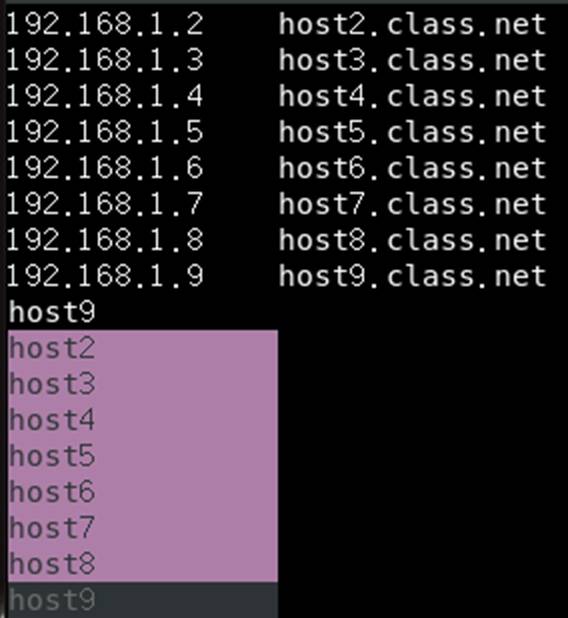 192.168.1.2 host2.class.net
192.168.1.3 host3.class.net
192.168.1.4 host4.class.net
192.168.1.5 host5.class.net
192.168.1.6 host6.class.net
192.168.1.7 host7.class.net
192.168.1.8 host8.class.net
192.168.1.9 host9.class.net
host9
host2
host3
host4
host5
host6
host7
host8
host9